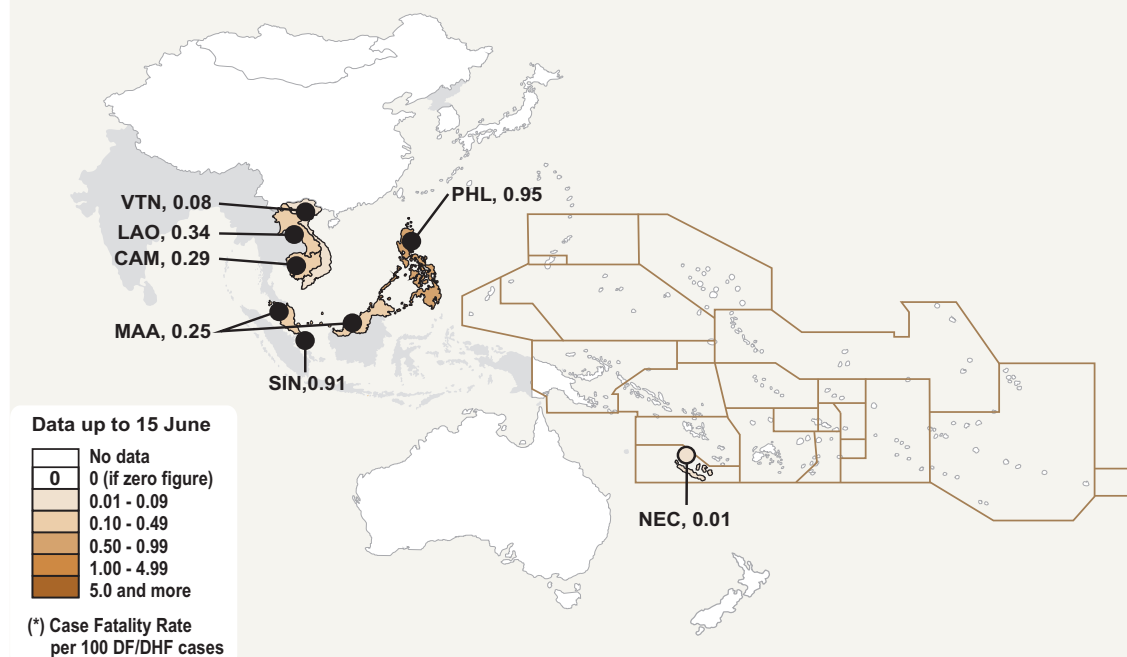 VTN, 0.08
PHL, 0.95
LAO, 0.34
CAM, 0.29
MAA, 0.25
SIN,0.91
NEC, 0.01
Data up to 15 June
No data
0 0 (if zero figure)
0.01 - 0.09
0.10 - 0.49
0.50 - 0.99
1.00 - 4.99
5.0 and more
(*) Case Fatality Rate
per 100 DF/DHF cases